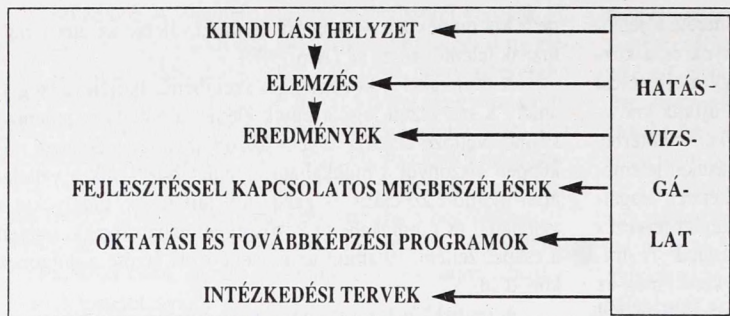 KIINDULÁSI HELYZET
ELEMZÉS
EREDMÉNYEK
FEJLESZTÉSSEL KAPCSOLATOS MEGBESZÉLÉSEK
OKTATÁSI ÉS TOVÁBBKÉPZÉSI PROGRAMOK
INTÉZKEDÉSI TERVEK
HATÁS-
VIZS-
GÁ-
LAT